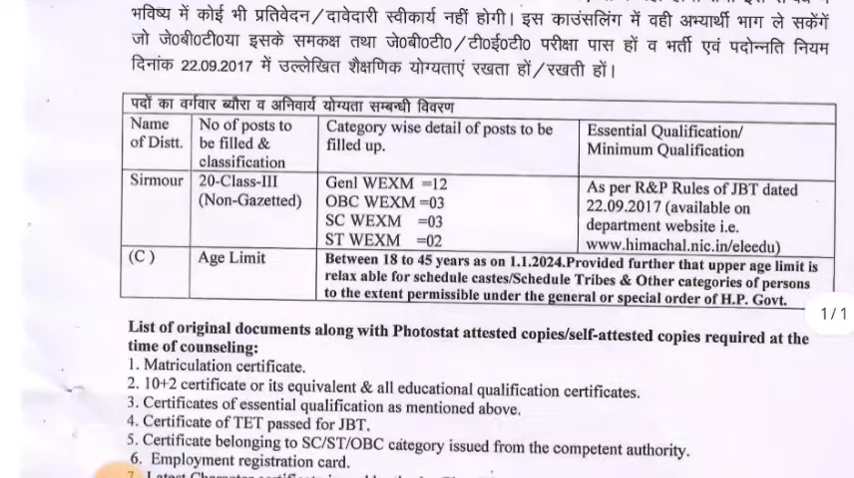 भविष्य में कोई भी प्रतिवेदन/दावेदारी स्वीकार्य नहीं होगी। इस काउंसलिंग में वही अभ्यार्थी भाग ले सकेंगें
जो जे०बी०टी०या इसके समकक्ष तथा जे०बी०टी०/टी०ई०टी० परीक्षा पास हों व भर्ती एवं पदोन्नति नियम
दिनांक 22.09.2017 में उल्लेखित शैक्षणिक योग्यताएं रखता हों/रखती हों।
पदों का वर्गवार ब्यौरा व अनिवार्य योग्यता सम्बन्धी विवरण
Name of Distt. No of posts to be filled & classification Category wise detail of posts to be filled up. Essential Qualification/ Minimum Qualification
Sirmour 20-Class-III (Non-Gazetted) Genl WEXM =12
OBC WEXM =03
SC WEXM =03
ST WEXM =02
As per R&P Rules of JBT dated
22.09.2017 (available on
department website i.e.
www.himachal.nic.in/eleedu)
(C) Age Limit Between 18 to 45 years as on 1.1.2024.Provided further that upper age limit is
relax able for schedule castes/Schedule Tribes & Other categories of persons
to the extent permissible under the general or special order of H.P. Govt.
1/1
List of original documents along with Photostat attested copies/self-attested copies required at the
time of counseling:
1. Matriculation certificate.
2. 10+2 certificate or its equivalent & all educational qualification certificates.
3. Certificates of essential qualification as mentioned above.
4. Certificate of TET passed for JBT.
5. Certificate belonging to SC/ST/OBC category issued from the competent authority.
6. Employment registration card.